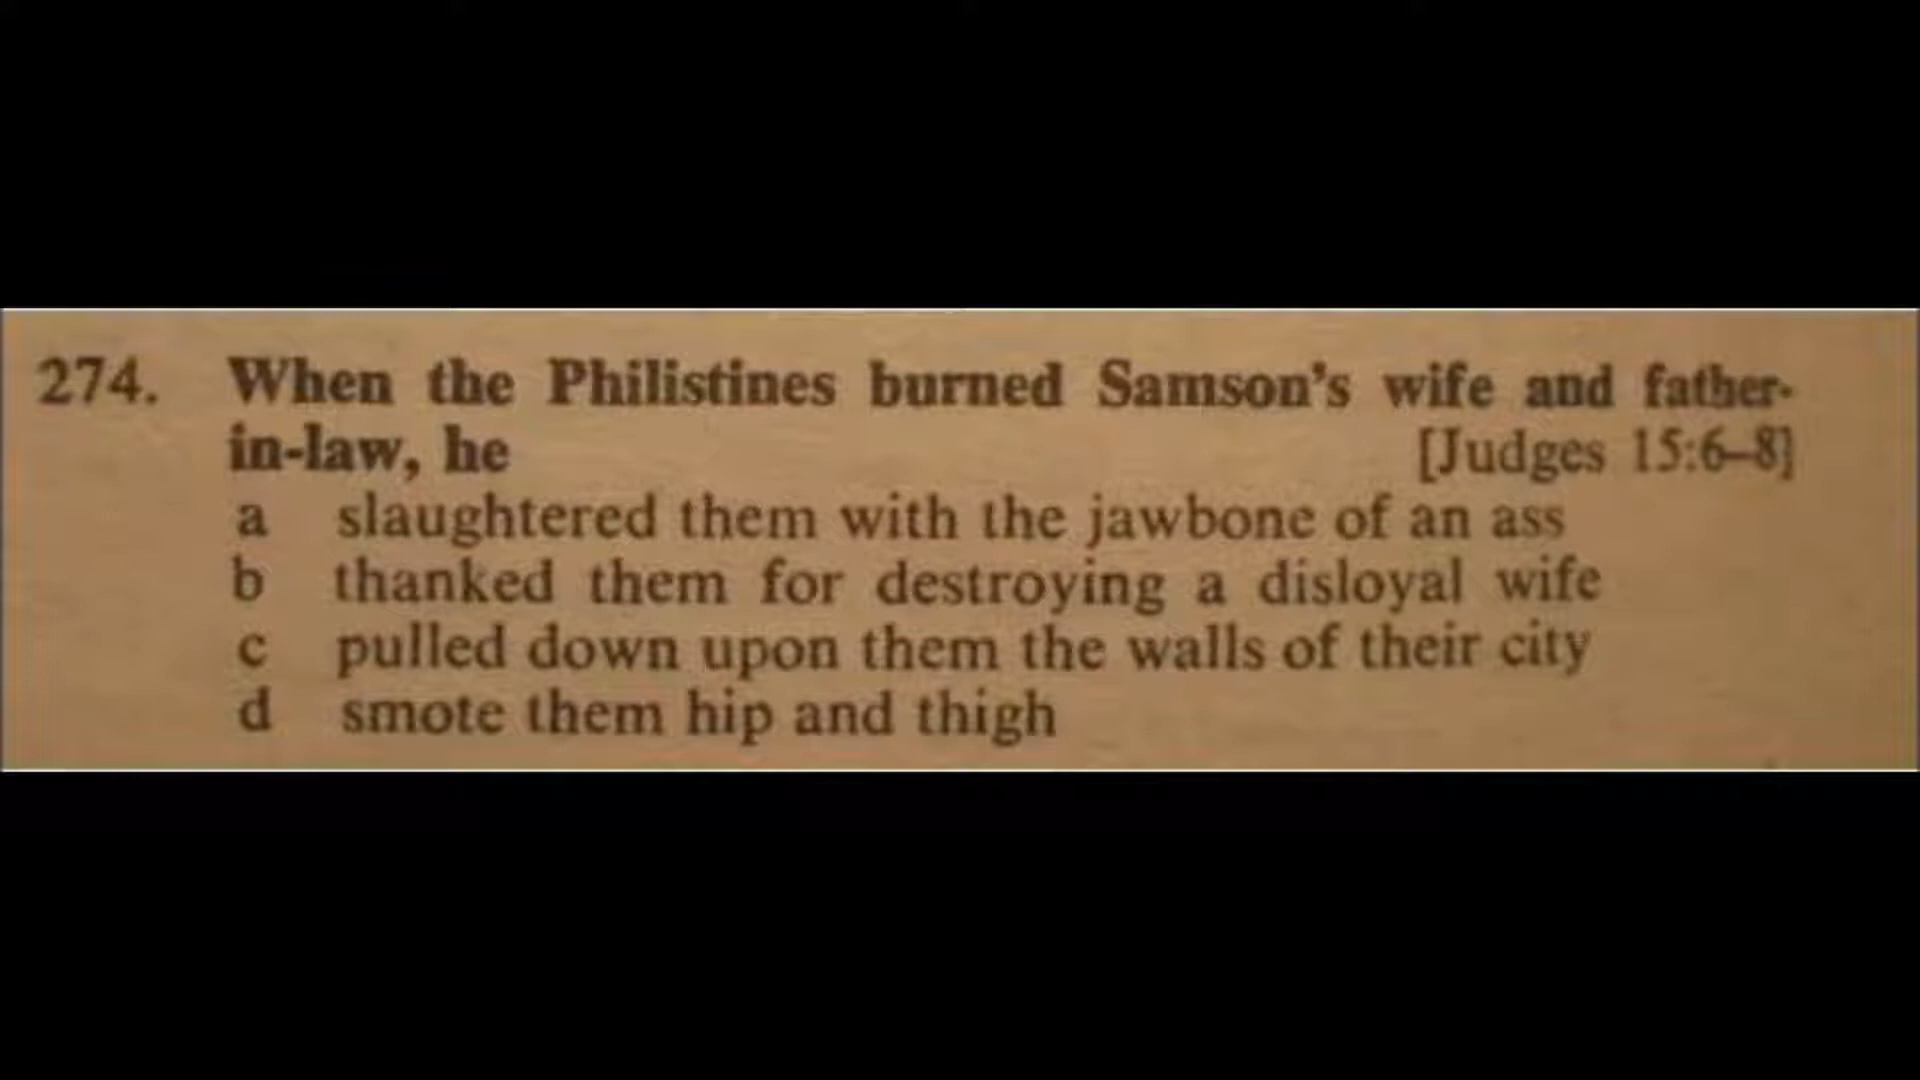 274. When the Philistines burned Samson's wife and father-
in-law, he [Judges 15:6–8]
a slaughtered them with the jawbone of an ass
b thanked them for destroying a disloyal wife
c pulled down upon them the walls of their city
d smote them hip and thigh